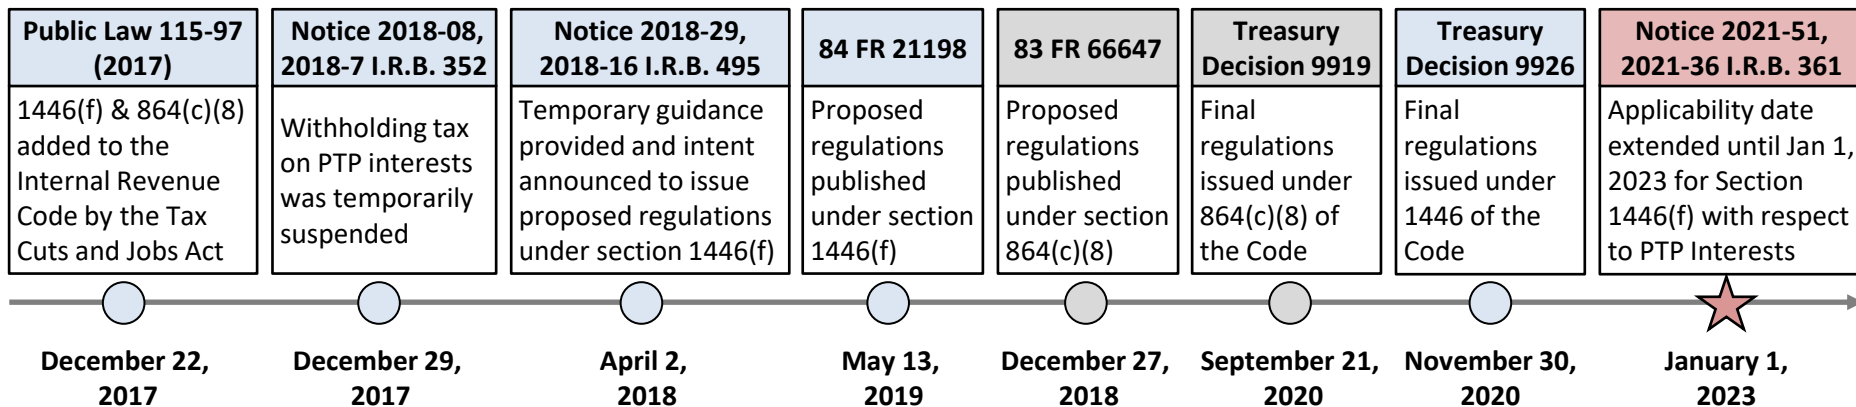 Public Law 115-97
(2017)
1446(f) & 864(c)(8)
added to the
Internal Revenue
Code by the Tax
Cuts and Jobs Act
December 22,
2017
Notice 2018-08,
2018-7 I.R.B. 352
Withholding tax
on PTP interests
was temporarily
suspended
December 29,
2017
Notice 2018-29,
2018-16 I.R.B. 495
Temporary guidance
provided and intent
announced to issue
proposed regulations
under section 1446(f)
April 2,
2018
84 FR 21198
Proposed
regulations
published
under section
1446(f)
May 13,
2019
83 FR 66647
Proposed
regulations
published
under section
864(c)(8)
December 27,
2018
Treasury
Decision 9919
Final
regulations
issued under
864(c)(8) of
the Code
September 21,
2020
Treasury
Decision 9926
Final
regulations
issued under
1446 of the
Code
November 30,
2020
Notice 2021-51,
2021-36 I.R.B. 361
Applicability date
extended until Jan 1,
2023 for Section
1446(f) with respect
to PTP Interests
January 1,
2023